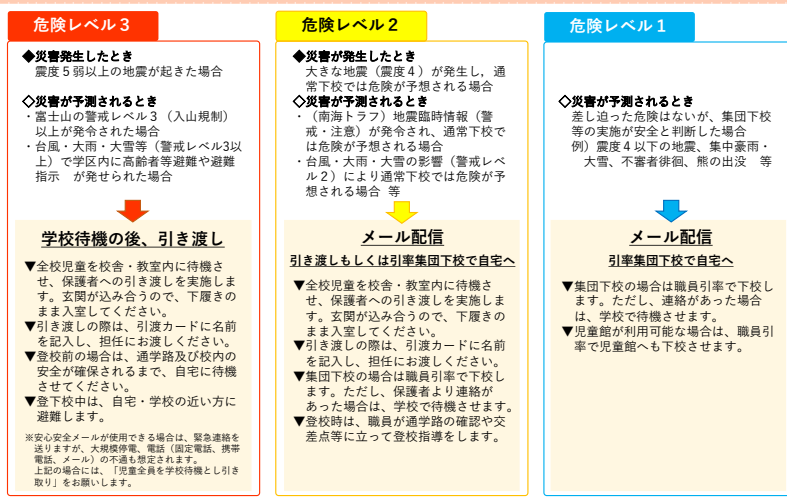 危険レベル３
◆災害発生したとき
震度５弱以上の地震が起きた場合
◇災害が予測されるとき
・富士山の警戒レベル３（入山規制）
以上が発令された場合
・台風・大雨・大雪等（警戒レベル3以
上）で学区内に高齢者等避難や避難
指示　が発せられた場合
学校待機の後、引き渡し
▼全校児童を校舎・教室内に待機さ
せ、保護者への引き渡しを実施しま
す。玄関が込み合うので、下履きの
まま入室してください。
▼引き渡しの際は、引渡カードに名前
を記入し、担任にお渡しください。
▼登校前の場合は、通学路及び校内の
安全が確保されるまで、自宅に待機
させてください。
▼登下校中は、自宅・学校の近い方に
避難します。
※安心安全メールが使用できる場合は、緊急連絡を
送りますが、大規模停電、電話（固定電話、携帯
電話、メール）の不通も想定されます。
上記の場合には、「児童全員を学校待機とし引き
取り」をお願いします。
危険レベル２
◆災害が発生したとき
大きな地震（震度４）が発生し，通
常下校では危険が予想される場合
◇災害が予測されるとき
・（南海トラフ）地震臨時情報（警
戒・注意）が発令され、通常下校で
は危険が予想される場合
・台風・大雨・大雪の影響（警戒レベ
ル２）により通常下校では危険が予
想される場合 等
メール配信
引き渡しもしくは引率集団下校で自宅へ
▼全校児童を校舎・教室内に待機さ
せ、保護者への引き渡しを実施しま
す。玄関が込み合うので、下履きの
まま入室してください。
▼引き渡しの際は、引渡カードに名前
を記入し、担任にお渡しください。
▼集団下校の場合は職員引率で下校し
ます。ただし、保護者より連絡が
あった場合は、学校で待機させます。
▼登校時は、職員が通学路の確認や交
差点等に立って登校指導をします。
危険レベル１
◇災害が予測されるとき
差し迫った危険はないが、集団下校
等の実施が安全と判断した場合
例）震度４以下の地震、集中豪雨・
大雪、不審者徘徊、熊の出没　等
メール配信
引率集団下校で自宅へ
▼集団下校の場合は職員引率で下校し
ます。ただし、連絡があった場合
は、学校で待機させます。
▼児童館が利用可能な場合は、職員引
率で児童館へも下校させます。